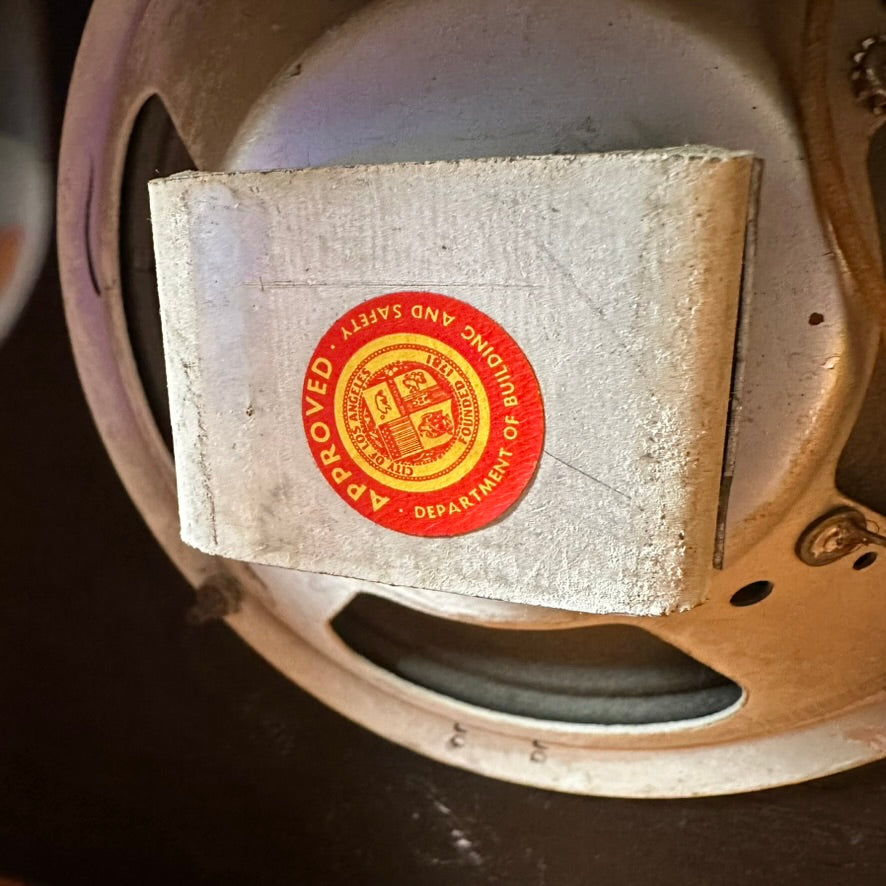 APPROVED · DEPARTMENT OF BUILDING AND SAFETY ·
CITY OF LOS ANGELES
FOUNDED 1781